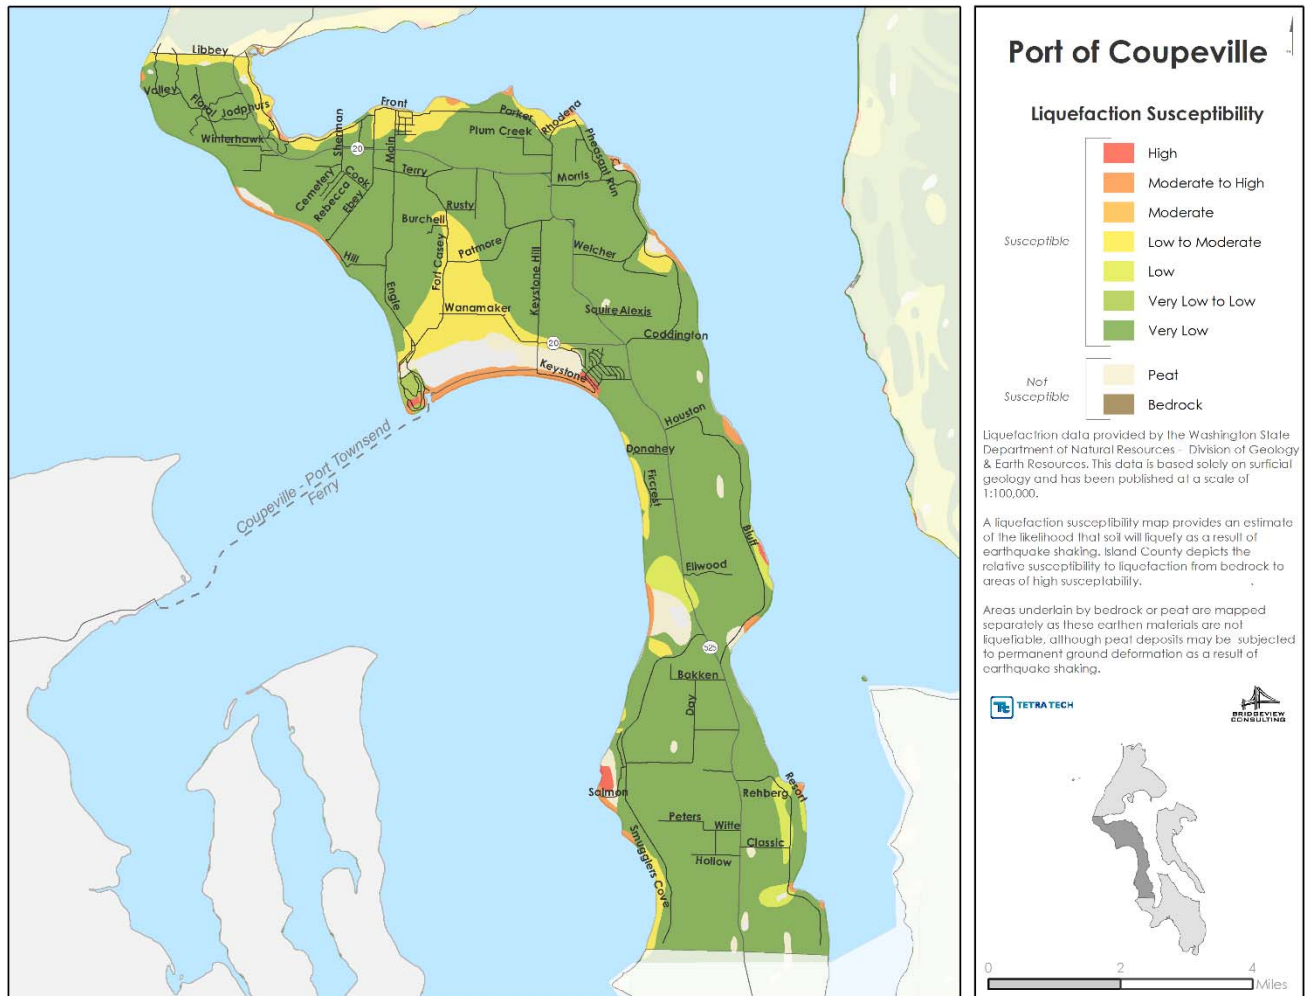 Libbey
Valley
Floral
Jodphurs
Winterhawk
Sherman
Front
Main
20
Parker
Rhodena
Plum Creek
Pheasant Run
Cemetery
Rebecca
Cook
Ebey
Terry
Morris
Rusty
Burchell
Fort Casey
Patmore
Keystone Hill
Welcher
Hill
Engle
Wanamaker
Squire Alexis
20
Coddington
Keystone
Houston
Coupeville - Port Townsend
Ferry
Donahey
Fircrest
Bluff
Ellwood
525
Bakken
Day
Salmon
Resort
Rehberg
Peters
Witte
Classic
Hollow
Smugglers Cove
Port of Coupeville
Liquefaction Susceptibility
Susceptible
High
Moderate to High
Moderate
Low to Moderate
Low
Very Low to Low
Very Low
Not
Susceptible
Peat
Bedrock
Liquefactrion data provided by the Washington State
Department of Natural Resources - Division of Geology
& Earth Resources. This data is based solely on surficial
geology and has been published at a scale of
1:100,000.
A liquefaction susceptibility map provides an estimate
of the likelihood that soil will liquefy as a result of
earthquake shaking. Island County depicts the
relative susceptibility to liquefaction from bedrock to
areas of high susceptability.
Areas underlain by bedrock or peat are mapped
separately as these earthen materials are not
liquefiable, although peat deposits may be subjected
to permanent ground deformation as a result of
earthquake shaking.
TETRA TECH
BRIDGEVIEW
CONSULTING
0 2 4
Miles